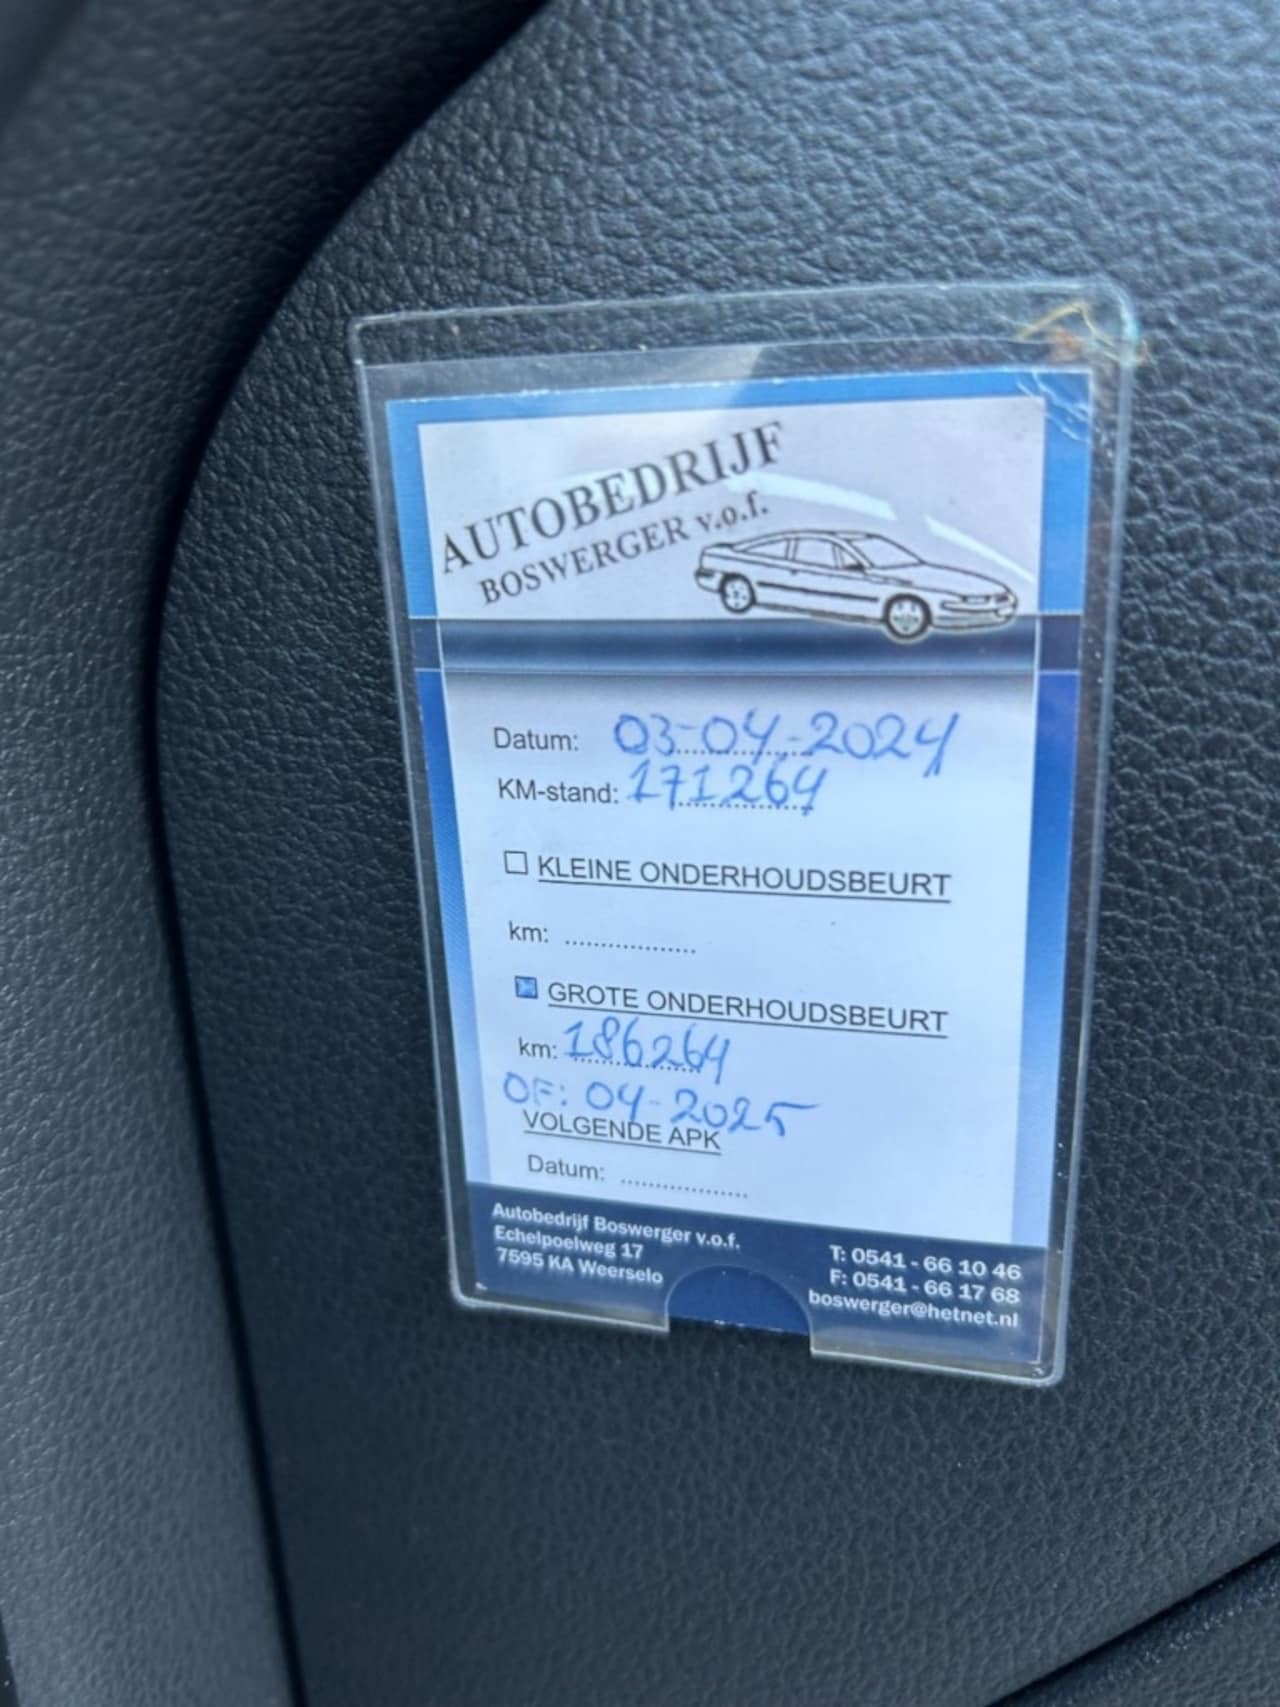 AUTOBEDRIJF
BOSWERGER v.o.f.
Datum: 03-04-2024
KM-stand: 171264
KLEINE ONDERHOUDSBEURT
km: ..................
GROTE ONDERHOUDSBEURT
km: 186264
OF: 04-2025
VOLGENDE APK
Datum: ..................
Autobedrijf Boswerger v.o.f.
Echelpoelweg 17
7595 KA Weerselo
T: 0541 - 66 10 46
F: 0541 - 66 17 68
boswerger@hetnet.nl